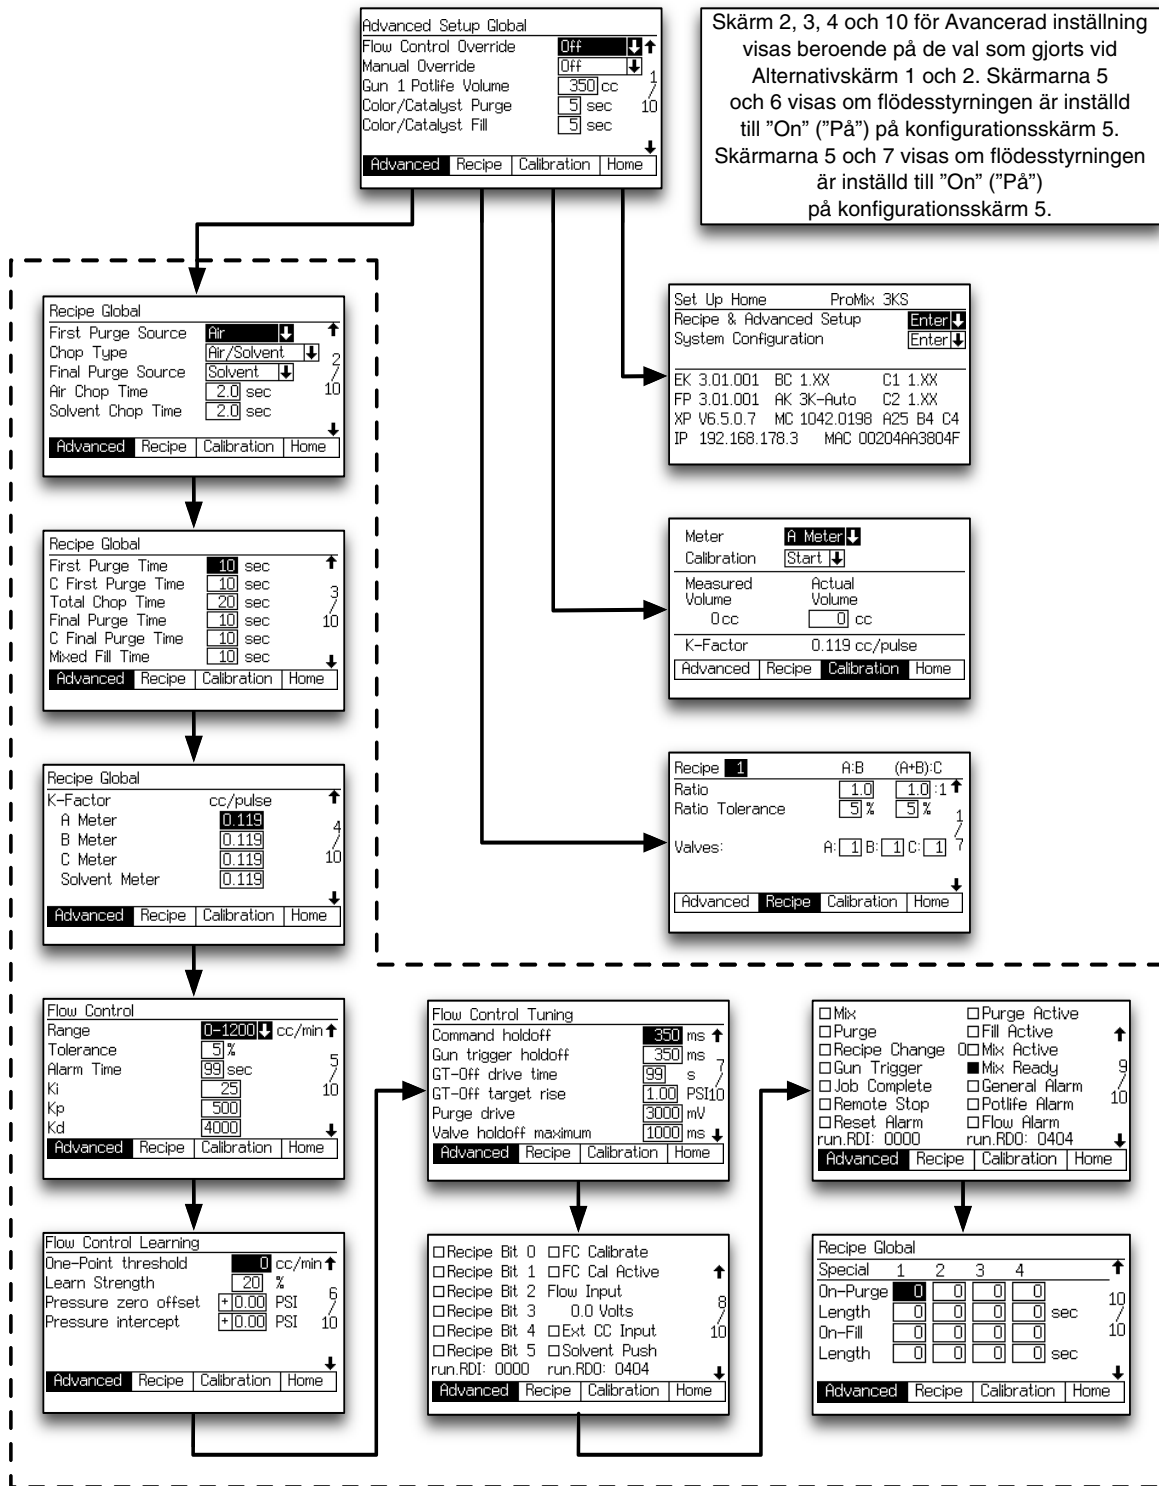 Advanced Setup Global
Flow Control Override Off
Manual Override Off
Gun 1 Potlife Volume 350 cc
Color/Catalyst Purge 5 sec
Color/Catalyst Fill 5 sec
1/10
Advanced Recipe Calibration Home
Skärm 2, 3, 4 och 10 för Avancerad inställning
visas beroende på de val som gjorts vid
Alternativskärm 1 och 2. Skärmarna 5
och 6 visas om flödesstyrningen är inställd
till ”On” (”På”) på konfigurationsskärm 5.
Skärmarna 5 och 7 visas om flödesstyrningen
är inställd till ”On” (”På”)
på konfigurationsskärm 5.
Recipe Global
First Purge Source Air
Chop Type Air/Solvent
Final Purge Source Solvent
Air Chop Time 2.0 sec
Solvent Chop Time 2.0 sec
2/10
Advanced Recipe Calibration Home
Set Up Home ProMix 3KS
Recipe & Advanced Setup Enter
System Configuration Enter
EK 3.01.001 BC 1.XX C1 1.XX
FP 3.01.001 AK 3K-Auto C2 1.XX
XP V6.5.0.7 MC 1042.0198 A25 B4 C4
IP 192.168.178.3 MAC 00204AA3804F
Recipe Global
First Purge Time 10 sec
C First Purge Time 10 sec
Total Chop Time 20 sec
Final Purge Time 10 sec
C Final Purge Time 10 sec
Mixed Fill Time 10 sec
3/10
Advanced Recipe Calibration Home
Meter A Meter
Calibration Start
Measured Actual
Volume Volume
0 cc 0 cc
K-Factor 0.119 cc/pulse
Advanced Recipe Calibration Home
Recipe Global
K-Factor cc/pulse
A Meter 0.119
B Meter 0.119
C Meter 0.119
Solvent Meter 0.119
4/10
Advanced Recipe Calibration Home
Recipe 1 A:B (A+B):C
Ratio 1.0 1.0 :1
Ratio Tolerance 5 % 5 %
Valves: A: 1 B: 1 C: 1
1/7
Advanced Recipe Calibration Home
Flow Control
Range 0-1200 cc/min
Tolerance 5 %
Alarm Time 99 sec
Ki 25
Kp 500
Kd 4000
5/10
Advanced Recipe Calibration Home
Flow Control Tuning
Command holdoff 350 ms
Gun trigger holdoff 350 ms
GT-Off drive time 99 s
GT-Off target rise 1.00 PSI
Purge drive 3000 mV
Valve holdoff maximum 1000 ms
7/10
Advanced Recipe Calibration Home
Mix Purge Active
Purge Fill Active
Recipe Change 0 Mix Active
Gun Trigger Mix Ready
Job Complete General Alarm
Remote Stop Potlife Alarm
Reset Alarm Flow Alarm
run.RDI: 0000 run.RDO: 0404
9/10
Advanced Recipe Calibration Home
Flow Control Learning
One-Point threshold 0 cc/min
Learn Strength 20 %
Pressure zero offset + 0.00 PSI
Pressure intercept + 0.00 PSI
6/10
Advanced Recipe Calibration Home
Recipe Bit 0 FC Calibrate
Recipe Bit 1 FC Cal Active
Recipe Bit 2 Flow Input
Recipe Bit 3 0.0 Volts
Recipe Bit 4 Ext CC Input
Recipe Bit 5 Solvent Push
run.RDI: 0000 run.RDO: 0404
8/10
Advanced Recipe Calibration Home
Recipe Global
Special 1 2 3 4
On-Purge 0 0 0 0
Length 0 0 0 0 sec
On-Fill 0 0 0 0
Length 0 0 0 0 sec
10/10
Advanced Recipe Calibration Home